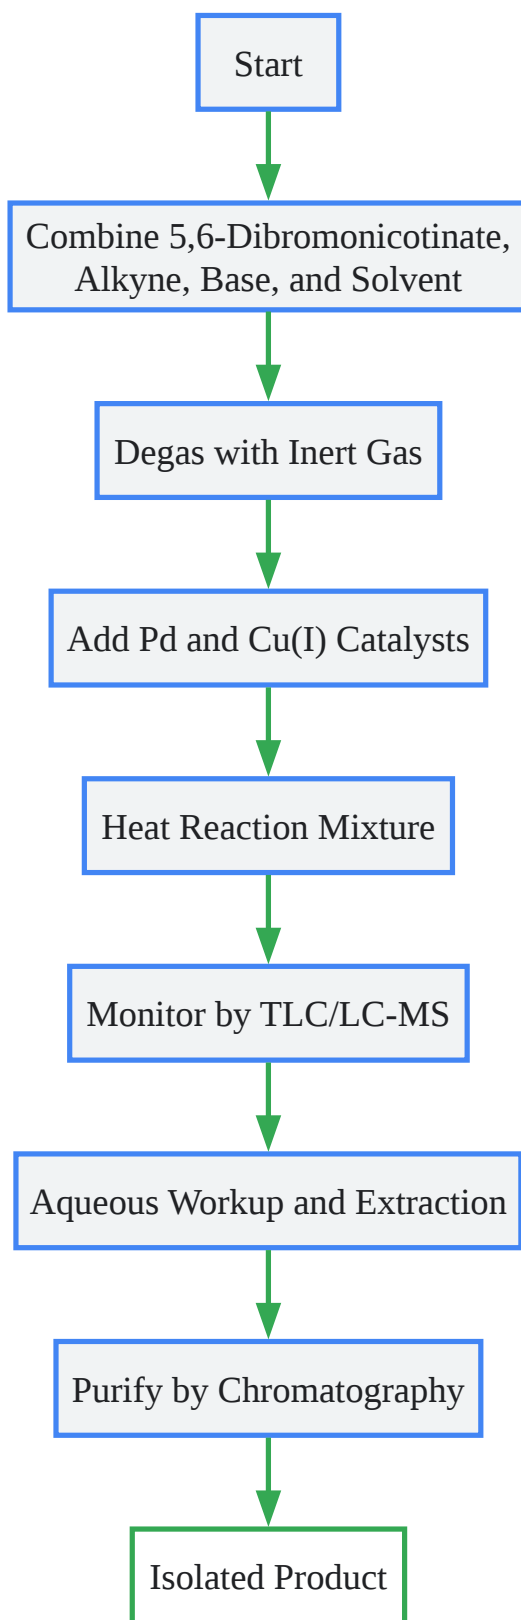 Start
Combine 5,6-Dibromonicotinate,
Alkyne, Base, and Solvent
Degas with Inert Gas
Add Pd and Cu(I) Catalysts
Heat Reaction Mixture
Monitor by TLC/LC-MS
Aqueous Workup and Extraction
Purify by Chromatography
Isolated Product